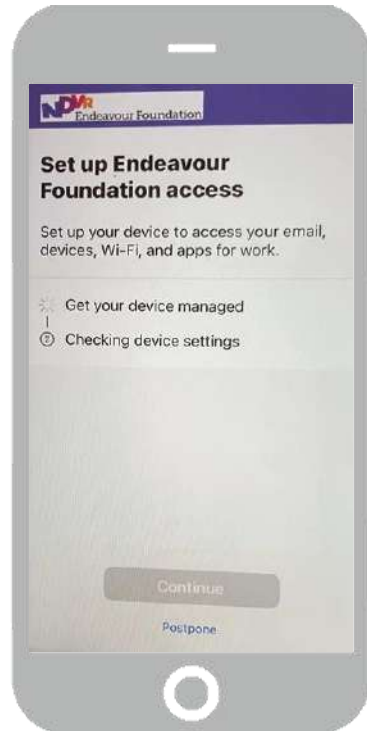 NDVR
Endeavour Foundation
Set up Endeavour
Foundation access
Set up your device to access your email,
devices, Wi-Fi, and apps for work.
Get your device managed
Checking device settings
Continue
Postpone